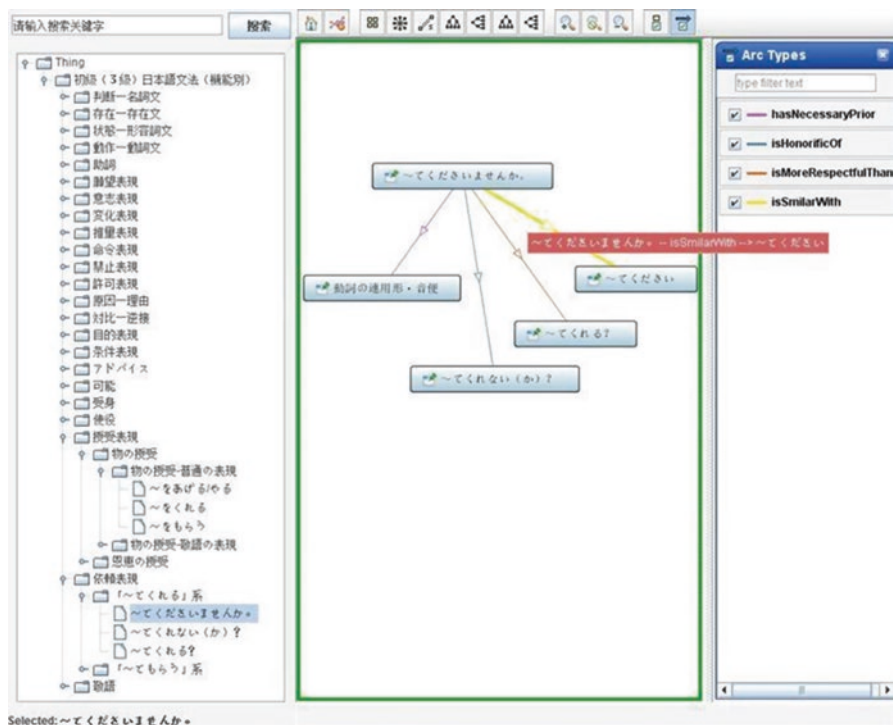 请输入搜索关键字
搜索
Thing
初級（３級）日本語文法（機能別）
判断ー名詞文
存在ー存在文
状態ー形容詞文
動作ー動詞文
助詞
願望表現
意志表現
変化表現
推量表現
命令表現
禁止表現
許可表現
原因ー理由
対比ー逆接
目的表現
条件表現
アドバイス
可能
受身
使役
授受表現
物の授受
物の授受-普通の表現
～をあげる/やる
～をくれる
～をもらう
物の授受-敬語の表現
恩恵の授受
依頼表現
「～てくれる」系
～てくださいませんか。
～てくれない（か）？
～てくれる？
「～てもらう」系
敬語
Selected:～てくださいませんか。
～てくださいませんか。
～てくださいませんか。 -- isSmilarWith --> ～てください
動詞の連用形・音便
～てください
～てくれる？
～てくれない（か）？
Arc Types
type filter text
hasNecessaryPrior
isHonorificOf
isMoreRespectfulThan
isSmilarWith